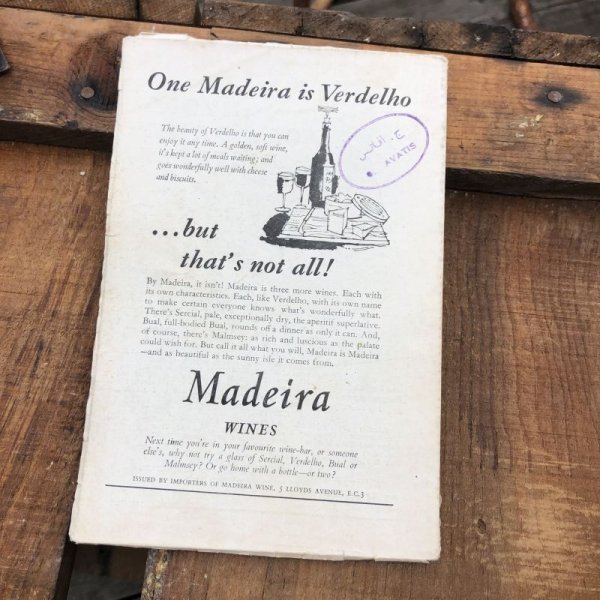 One Madeira is Verdelho
The beauty of Verdelho is that you can
enjoy it any time. A golden, soft wine,
it's kept a lot of meals waiting; and
goes wonderfully well with cheese
and biscuits.
ج. أڤاتيس
G. AVATIS
...but
that's not all!
By Madeira, it isn't! Madeira is three more wines. Each with
its own characteristics. Each, like Verdelho, with its own name
to make certain everyone knows what's wonderfully what.
There's Sercial, pale, exceptionally dry, the aperitif superlative.
Bual, full-bodied Bual, rounds off a dinner as only it can. And,
of course, there's Malmsey: as rich and luscious as the palate
could wish for. But call it all what you will, Madeira is Madeira
—and as beautiful as the sunny isle it comes from.
Madeira
WINES
Next time you're in your favourite wine-bar, or someone
else's, why not try a glass of Sercial, Verdelho, Bual or
Malmsey? Or go home with a bottle—or two?
ISSUED BY IMPORTERS OF MADEIRA WINE, 5 LLOYDS AVENUE, E.C.3